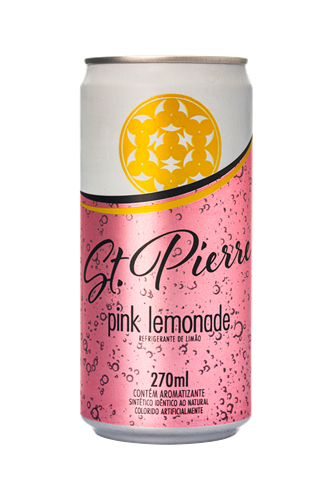 St. Pierre
pink lemonade
REFRIGERANTE DE LIMÃO
270ml
CONTÉM AROMATIZANTE
SINTÉTICO IDÊNTICO AO NATURAL
COLORIDO ARTIFICIALMENTE